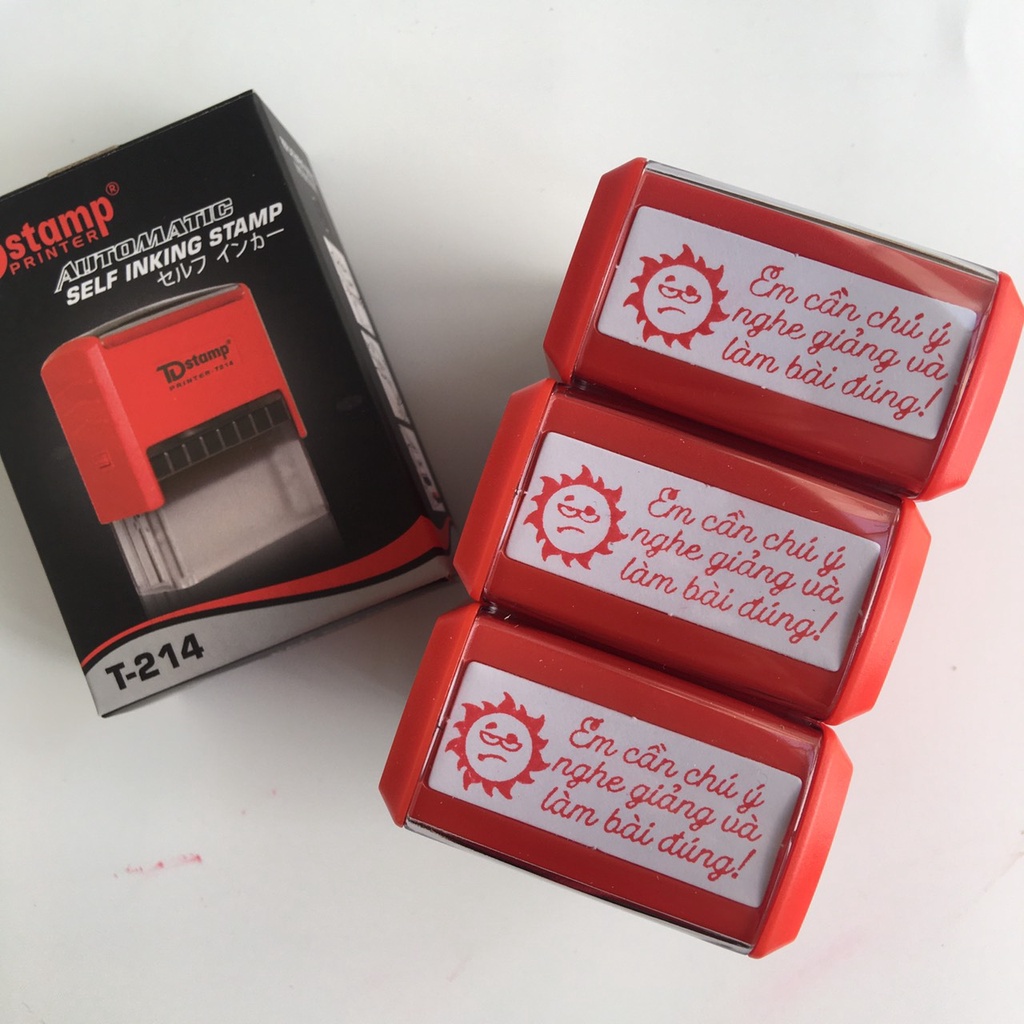 Dstamp®
PRINTER
AUTOMATIC
SELF INKING STAMP
セルフ インカー
TDstamp®
PRINTER-T214
T-214
Em cần chú ý
nghe giảng và
làm bài đúng!
Em cần chú ý
nghe giảng và
làm bài đúng!
Em cần chú ý
nghe giảng và
làm bài đúng!